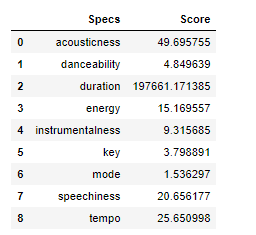 Specs Score
0 acousticness 49.695755
1 danceability 4.849639
2 duration 197661.171385
3 energy 15.169557
4 instrumentalness 9.315685
5 key 3.798891
6 mode 1.536297
7 speechiness 20.656177
8 tempo 25.650998